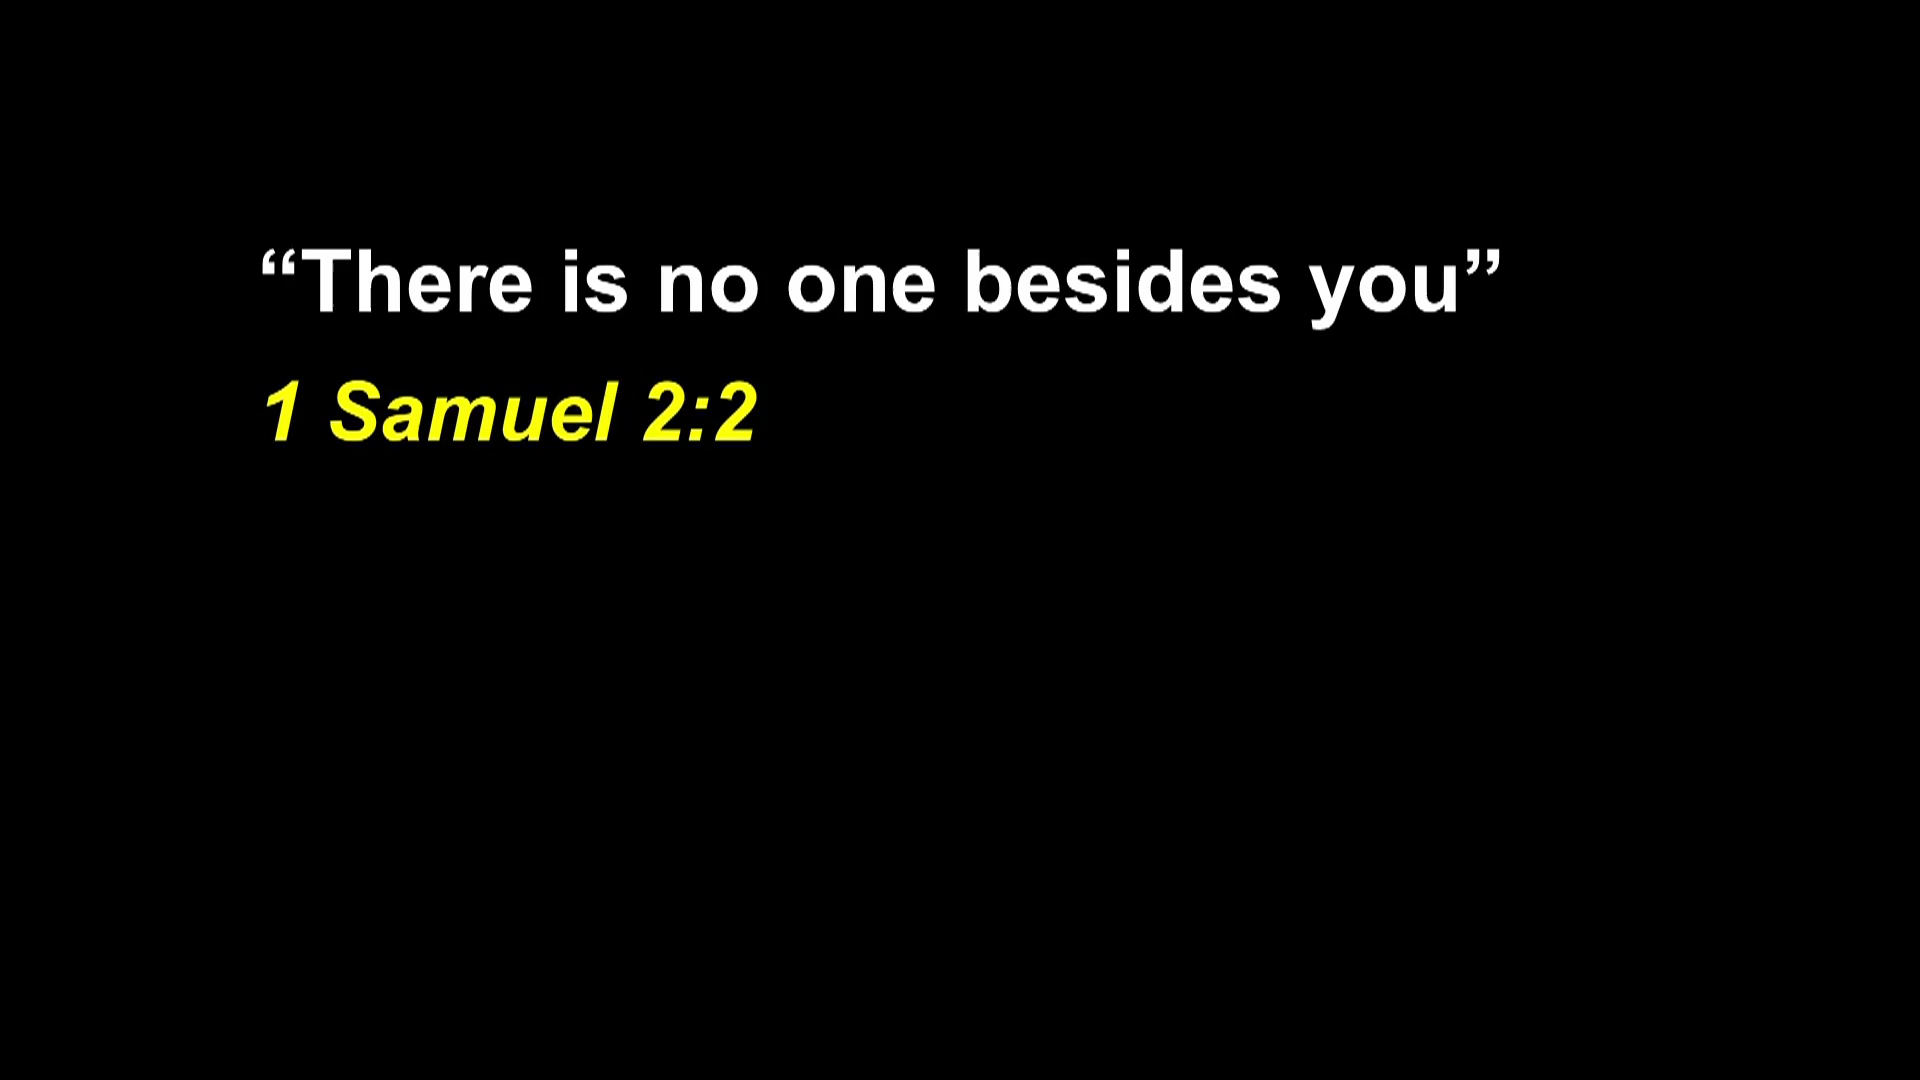 “There is no one besides you”
1 Samuel 2:2